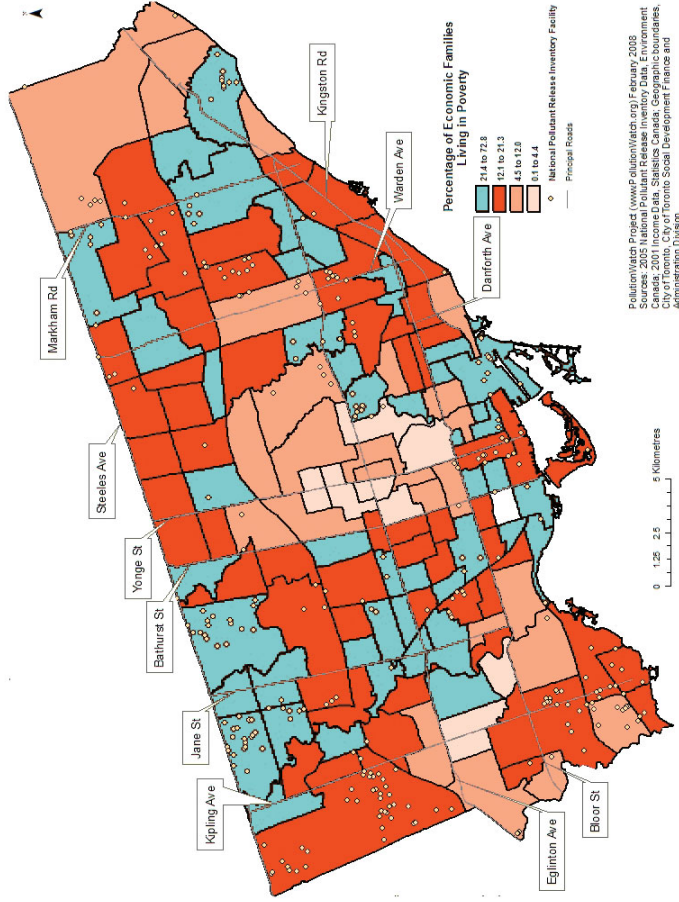 Markham Rd
Steeles Ave
Yonge St
Bathurst St
Jane St
Kipling Ave
Kingston Rd
Warden Ave
Danforth Ave
Eglinton Ave
Bloor St
Percentage of Economic Families
Living in Poverty
21.4 to 72.8
12.1 to 21.3
4.5 to 12.0
0.1 to 4.4
National Pollutant Release Inventory Facility
Principal Roads
0 1.25 2.5 5 Kilometres
PollutionWatch Project (www.PollutionWatch.org) February 2008
Sources: 2005 National Pollutant Release Inventory Data, Environment
Canada; 2001 Income Data, Statistics Canada; Geographic boundaries,
City of Toronto, City of Toronto Social Development Finance and
Administration Division